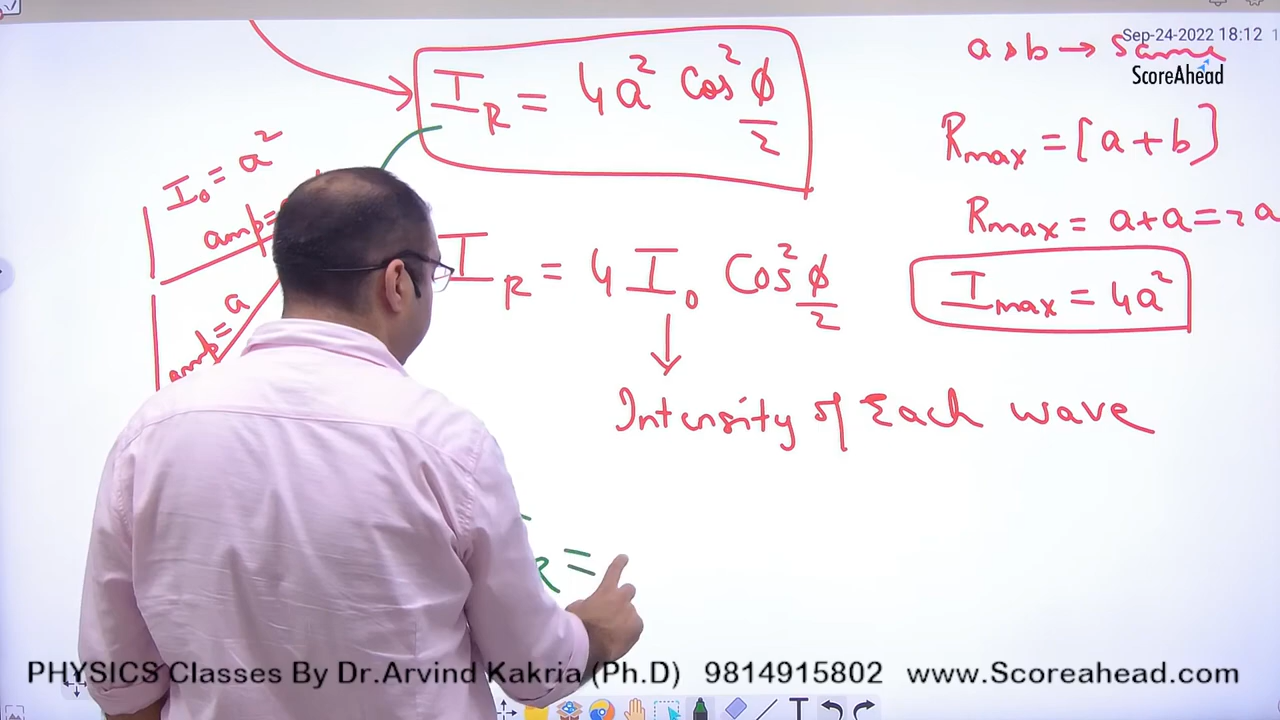 Sep-24-2022 18:12
a & b → same
ScoreAhead
I_R = 4a² Cos² φ/2
R_max = [a + b]
I₀ = a²
amp =
R_max = a + a = 2a
I_R = 4 I₀ Cos² φ/2
I_max = 4a²
amp = a
Intensity of Each wave
R =
PHYSICS Classes By Dr.Arvind Kakria (Ph.D) 9814915802 www.Scoreahead.com